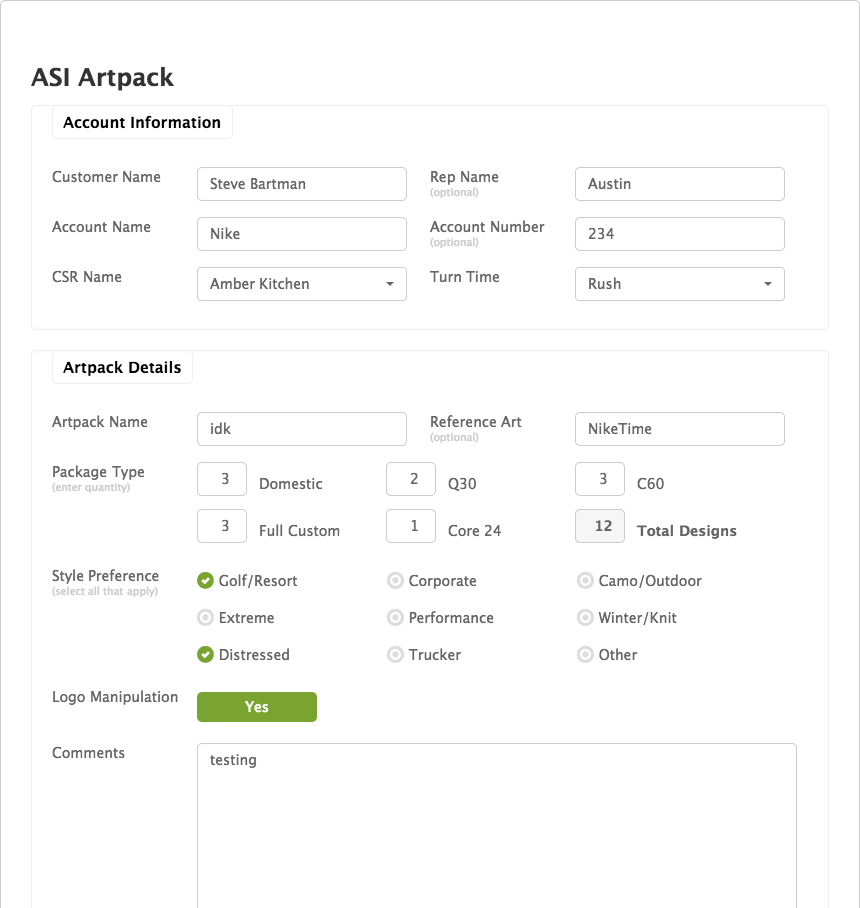 ASI Artpack
Account Information
Customer Name Steve Bartman Rep Name Austin
(optional)
Account Name Nike Account Number 234
(optional)
CSR Name Amber Kitchen Turn Time Rush
Artpack Details
Artpack Name idk Reference Art NikeTime
(optional)
Package Type 3 Domestic 2 Q30 3 C60
(enter quantity)
3 Full Custom 1 Core 24 12 Total Designs
Style Preference Golf/Resort Corporate Camo/Outdoor
(select all that apply)
Extreme Performance Winter/Knit
Distressed Trucker Other
Logo Manipulation Yes
Comments testing